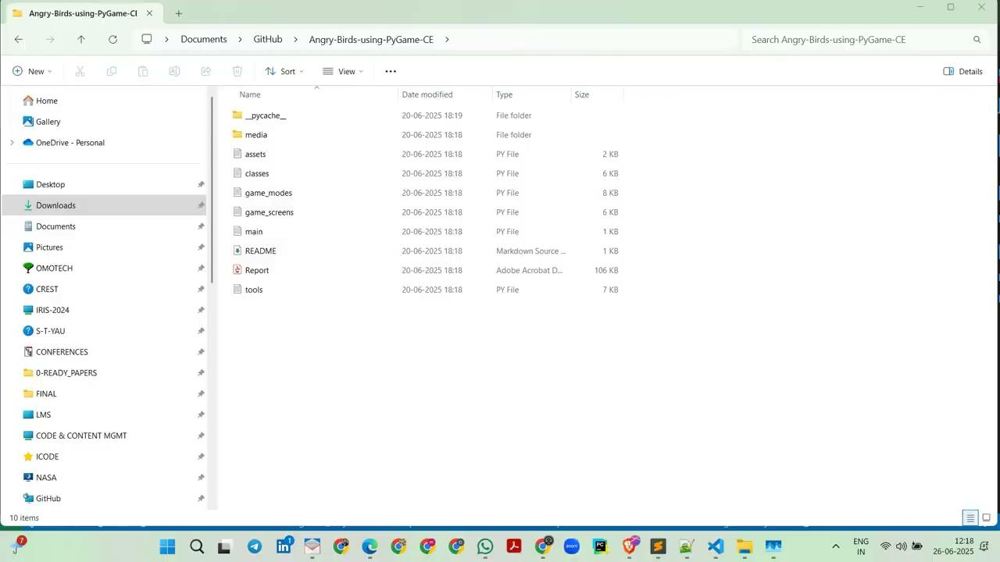 Angry-Birds-using-PyGame-CE
Documents > GitHub > Angry-Birds-using-PyGame-CE >
Search Angry-Birds-using-PyGame-CE
New
Sort
View
Details
Name Date modified Type Size
Home
Gallery
OneDrive - Personal
Desktop
Downloads
Documents
Pictures
OMOTECH
CREST
IRIS-2024
S-T-YAU
CONFERENCES
0-READY_PAPERS
FINAL
LMS
CODE & CONTENT MGMT
ICODE
NASA
GitHub
__pycache__ 20-06-2025 18:19 File folder
media 20-06-2025 18:18 File folder
assets 20-06-2025 18:18 PY File 2 KB
classes 20-06-2025 18:18 PY File 6 KB
game_modes 20-06-2025 18:18 PY File 8 KB
game_screens 20-06-2025 18:18 PY File 6 KB
main 20-06-2025 18:18 PY File 1 KB
README 20-06-2025 18:18 Markdown Source ... 1 KB
Report 20-06-2025 18:18 Adobe Acrobat D... 106 KB
tools 20-06-2025 18:18 PY File 7 KB
10 items
7
1
zoom
PC
ENG
IN
12:18
26-06-2025